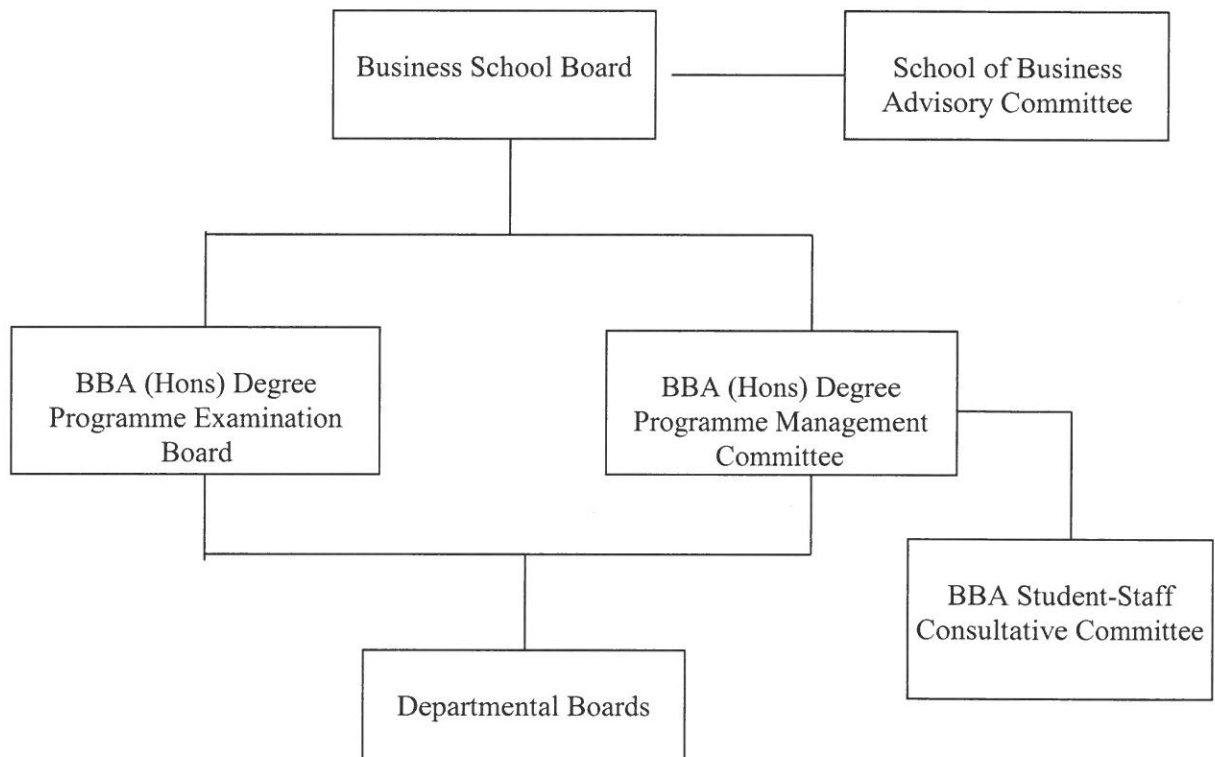 Business School Board
School of Business
Advisory Committee
BBA (Hons) Degree
Programme Examination
Board
BBA (Hons) Degree
Programme Management
Committee
BBA Student-Staff
Consultative Committee
Departmental Boards